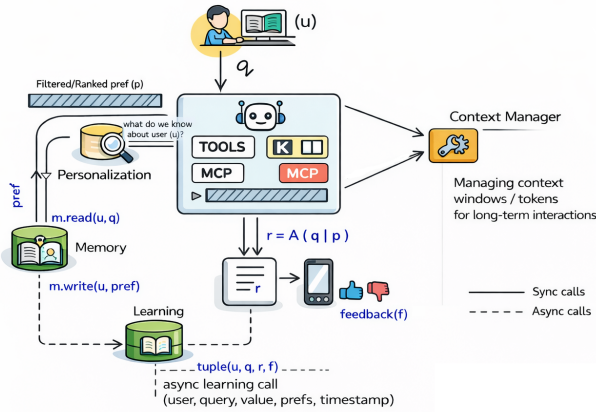 (u)
q
Filtered/Ranked pref (p)
what do we know
about user (u)?
Personalization
TOOLS
K
MCP
MCP
Context Manager
Managing context
windows / tokens
for long-term interactions
pref
m.read(u, q)
Memory
m.write(u, pref)
r = A ( q | p )
r
feedback(f)
Sync calls
Async calls
Learning
tuple(u, q, r, f)
async learning call
(user, query, value, prefs, timestamp)